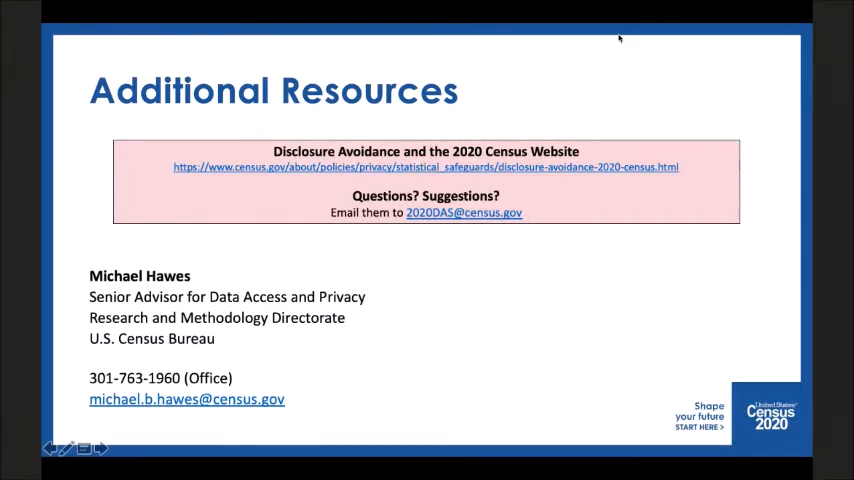 Additional Resources
Disclosure Avoidance and the 2020 Census Website
https://www.census.gov/about/policies/privacy/statistical_safeguards/disclosure-avoidance-2020-census.html
Questions? Suggestions?
Email them to 2020DAS@census.gov
Michael Hawes
Senior Advisor for Data Access and Privacy
Research and Methodology Directorate
U.S. Census Bureau
301-763-1960 (Office)
michael.b.hawes@census.gov
Shape
your future
START HERE >
United States®
Census
2020